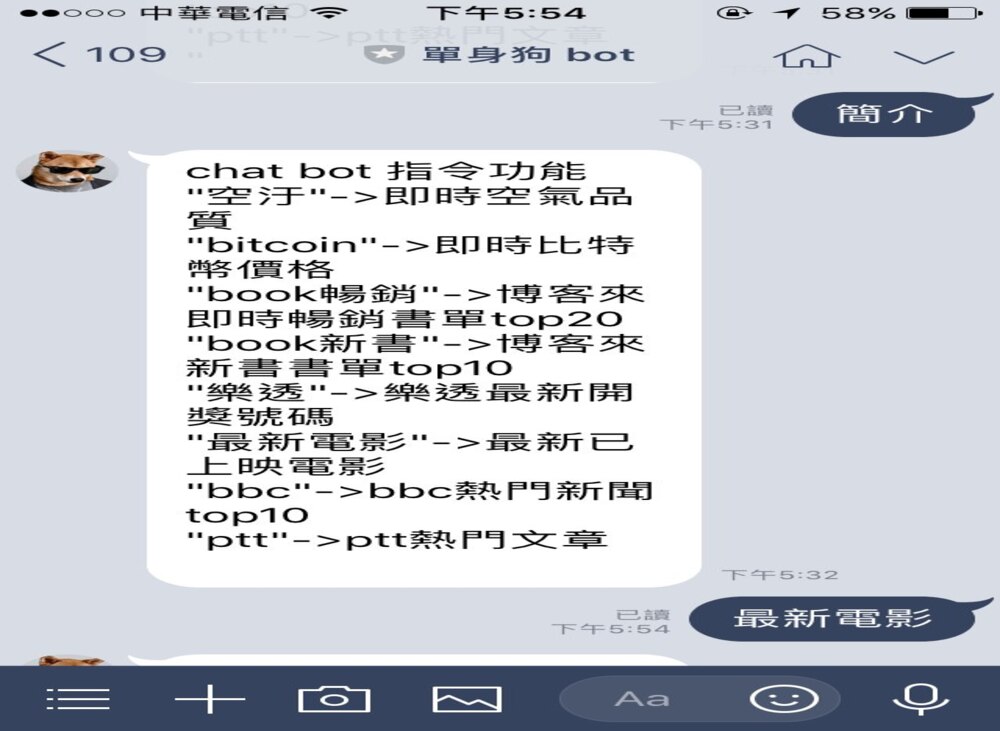 中華電信 下午5:54 58%
"ptt"->ptt熱門文章
109 單身狗 bot
簡介
已讀
下午5:31
chat bot 指令功能
"空汙"->即時空氣品
質
"bitcoin"->即時比特
幣價格
"book暢銷"->博客來
即時暢銷書單top20
"book新書"->博客來
新書書單top10
"樂透"->樂透最新開
獎號碼
"最新電影"->最新已
上映電影
"bbc"->bbc熱門新聞
top10
"ptt"->ptt熱門文章
下午5:32
最新電影
已讀
下午5:54
Aa